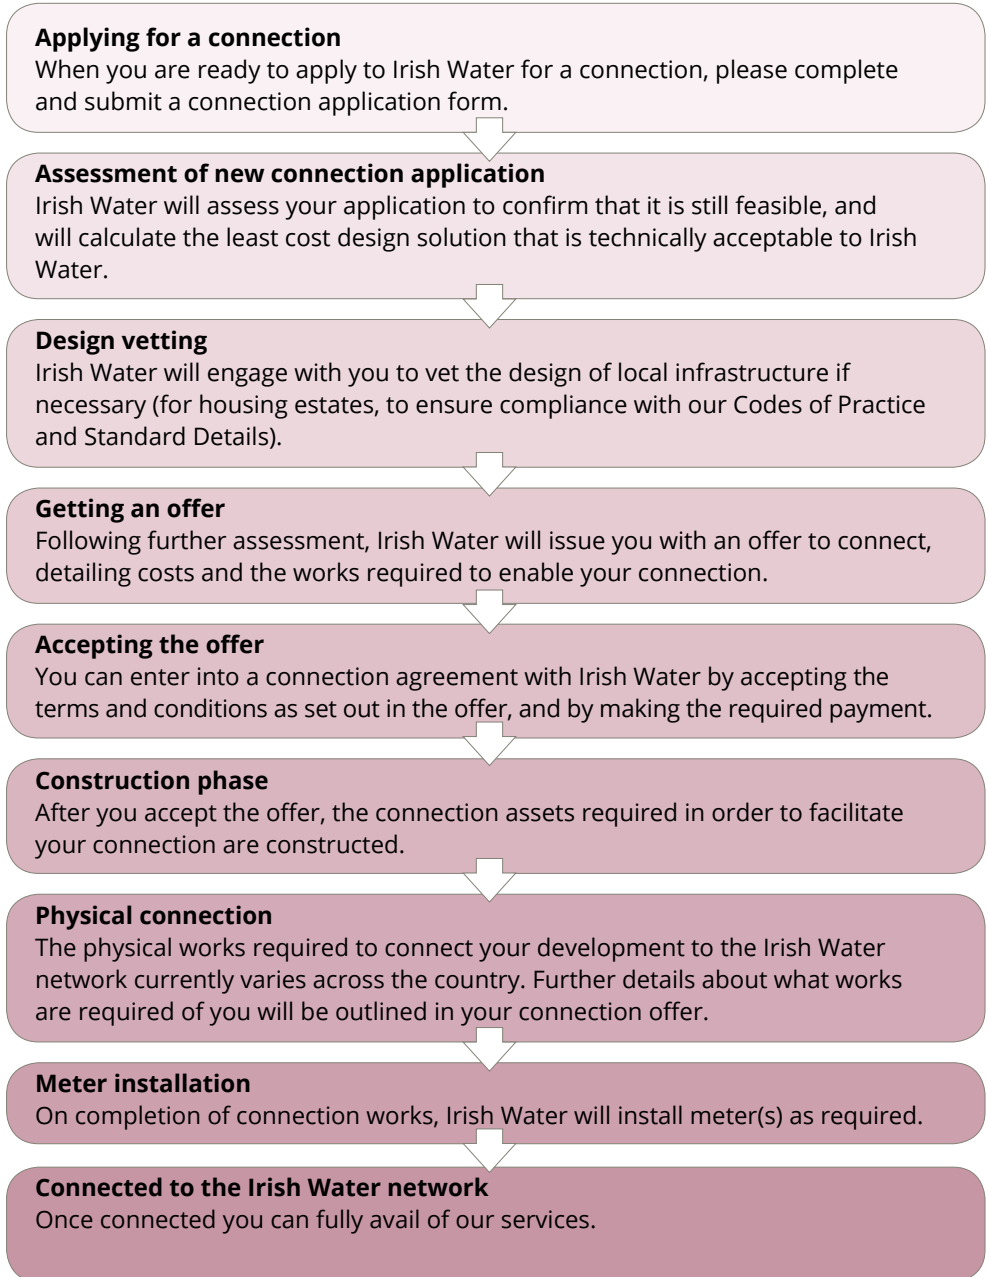 Applying for a connection
When you are ready to apply to Irish Water for a connection, please complete
and submit a connection application form.
Assessment of new connection application
Irish Water will assess your application to confirm that it is still feasible, and
will calculate the least cost design solution that is technically acceptable to Irish
Water.
Design vetting
Irish Water will engage with you to vet the design of local infrastructure if
necessary (for housing estates, to ensure compliance with our Codes of Practice
and Standard Details).
Getting an offer
Following further assessment, Irish Water will issue you with an offer to connect,
detailing costs and the works required to enable your connection.
Accepting the offer
You can enter into a connection agreement with Irish Water by accepting the
terms and conditions as set out in the offer, and by making the required payment.
Construction phase
After you accept the offer, the connection assets required in order to facilitate
your connection are constructed.
Physical connection
The physical works required to connect your development to the Irish Water
network currently varies across the country. Further details about what works
are required of you will be outlined in your connection offer.
Meter installation
On completion of connection works, Irish Water will install meter(s) as required.
Connected to the Irish Water network
Once connected you can fully avail of our services.